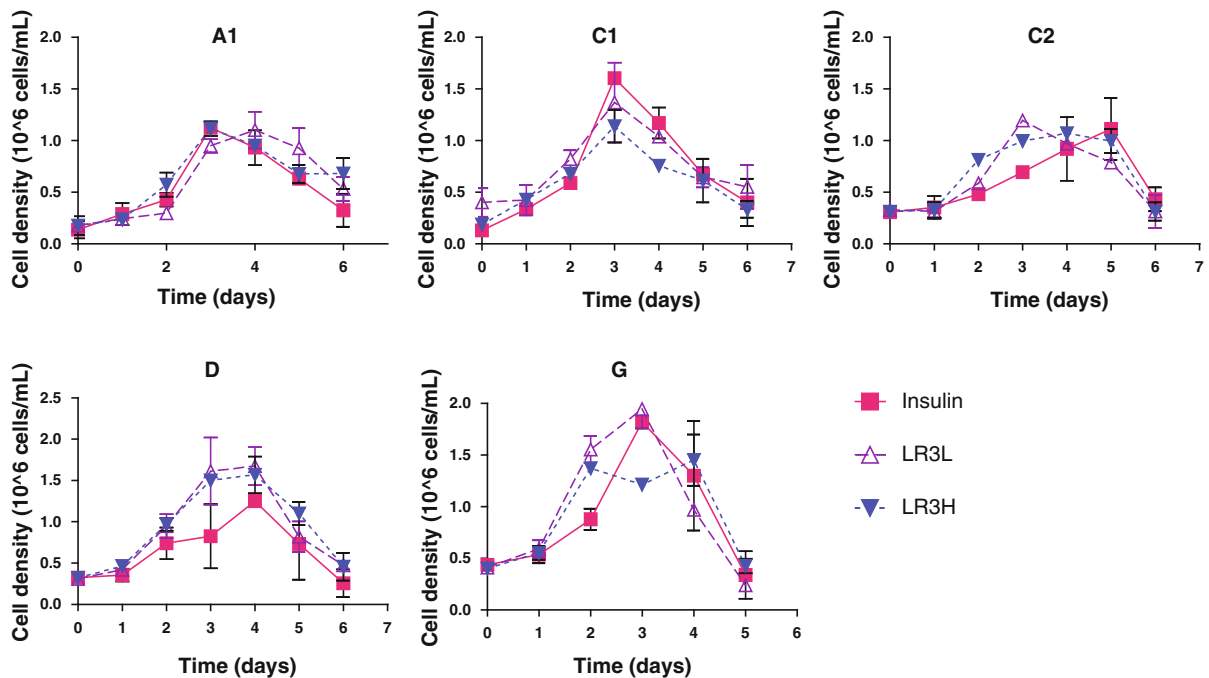 A1
Cell density (10^6 cells/mL)
2.0
1.5
1.0
0.5
0.0
0 2 4 6
Time (days)
C1
Cell density (10^6 cells/mL)
2.0
1.5
1.0
0.5
0.0
0 1 2 3 4 5 6 7
Time (days)
C2
Cell density (10^6 cells/mL)
2.0
1.5
1.0
0.5
0.0
0 1 2 3 4 5 6 7
Time (days)
D
Cell density (10^6 cells/mL)
2.5
2.0
1.5
1.0
0.5
0.0
0 1 2 3 4 5 6 7
Time (days)
G
Cell density (10^6 cells/mL)
2.0
1.5
1.0
0.5
0.0
0 1 2 3 4 5 6
Time (days)
Insulin
LR3L
LR3H